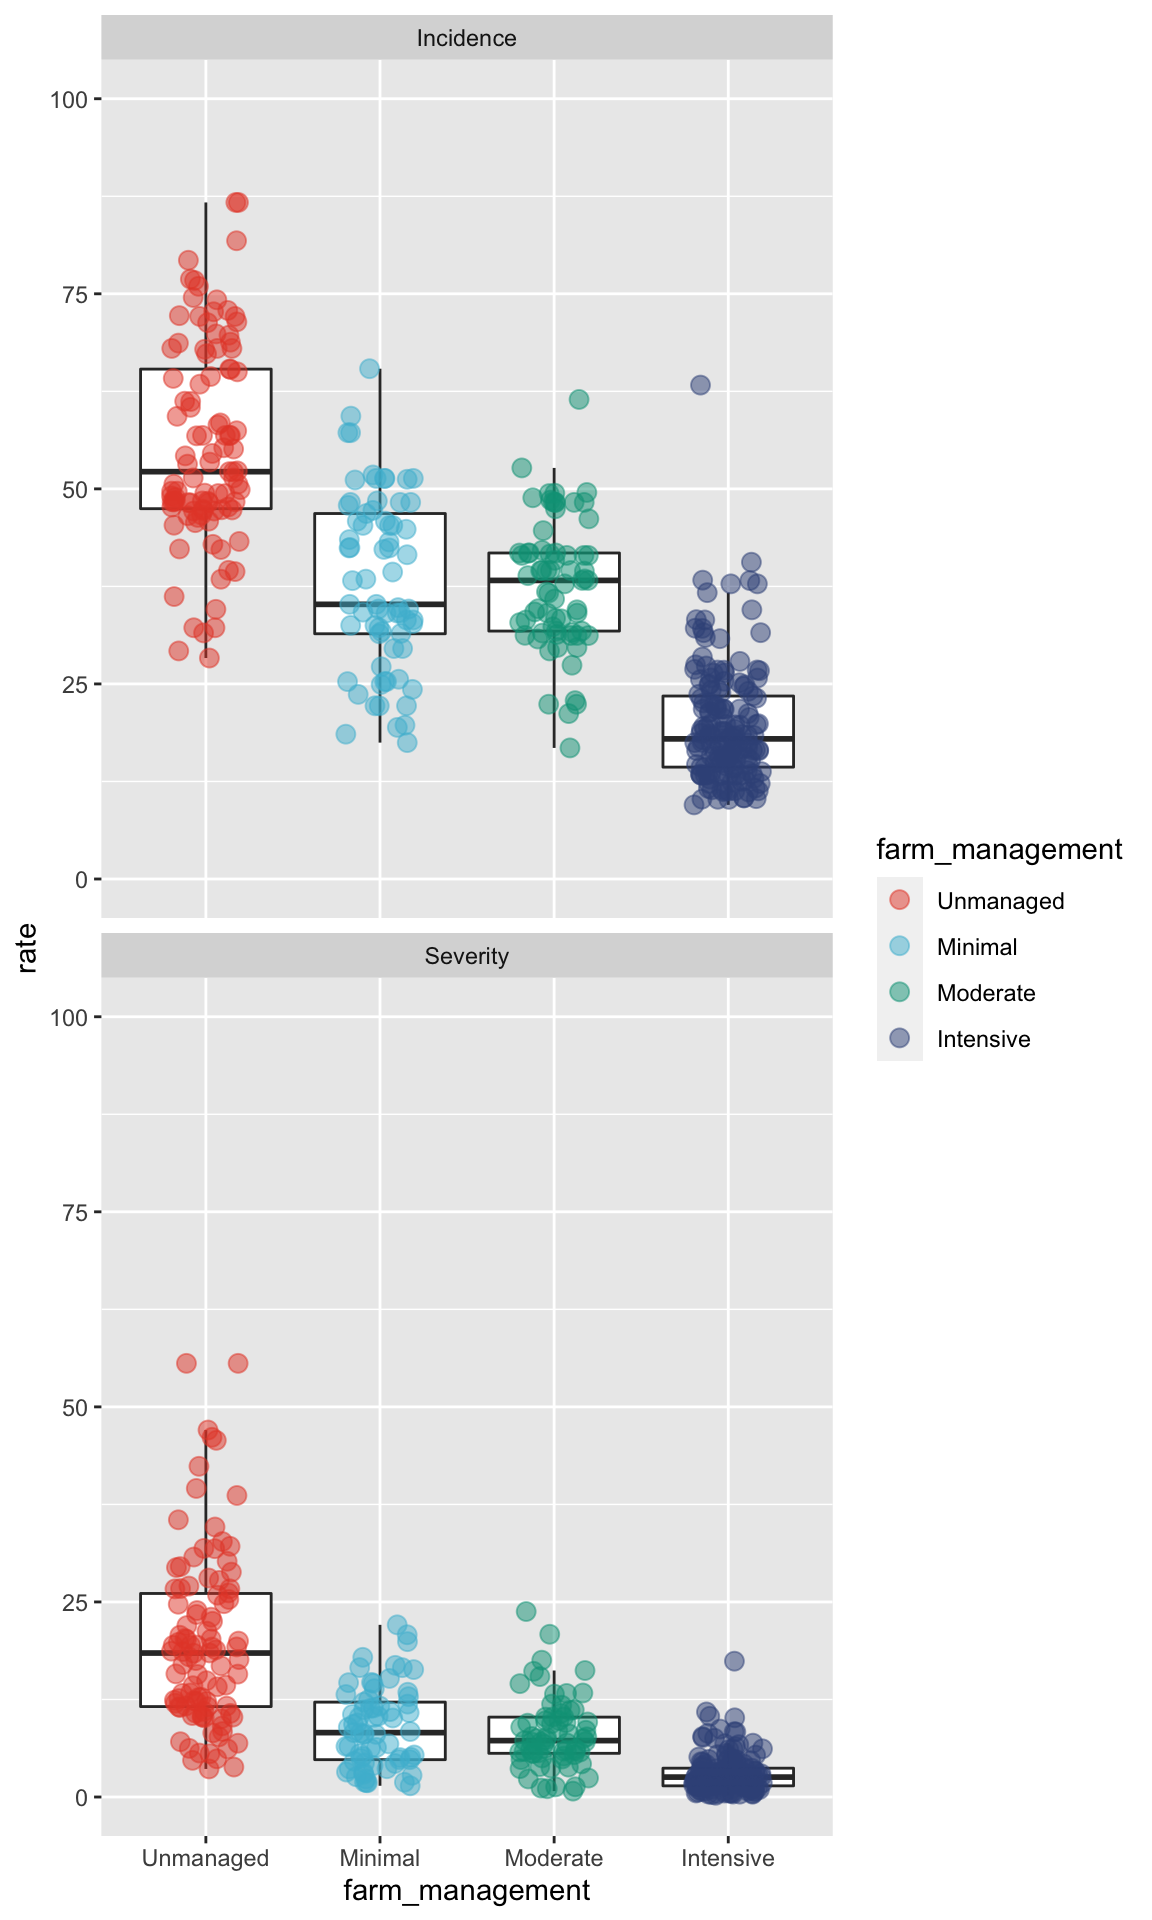 Incidence
100
75
50
25
0
rate
Severity
100
75
50
25
0
Unmanaged Minimal Moderate Intensive
farm_management
farm_management
Unmanaged
Minimal
Moderate
Intensive